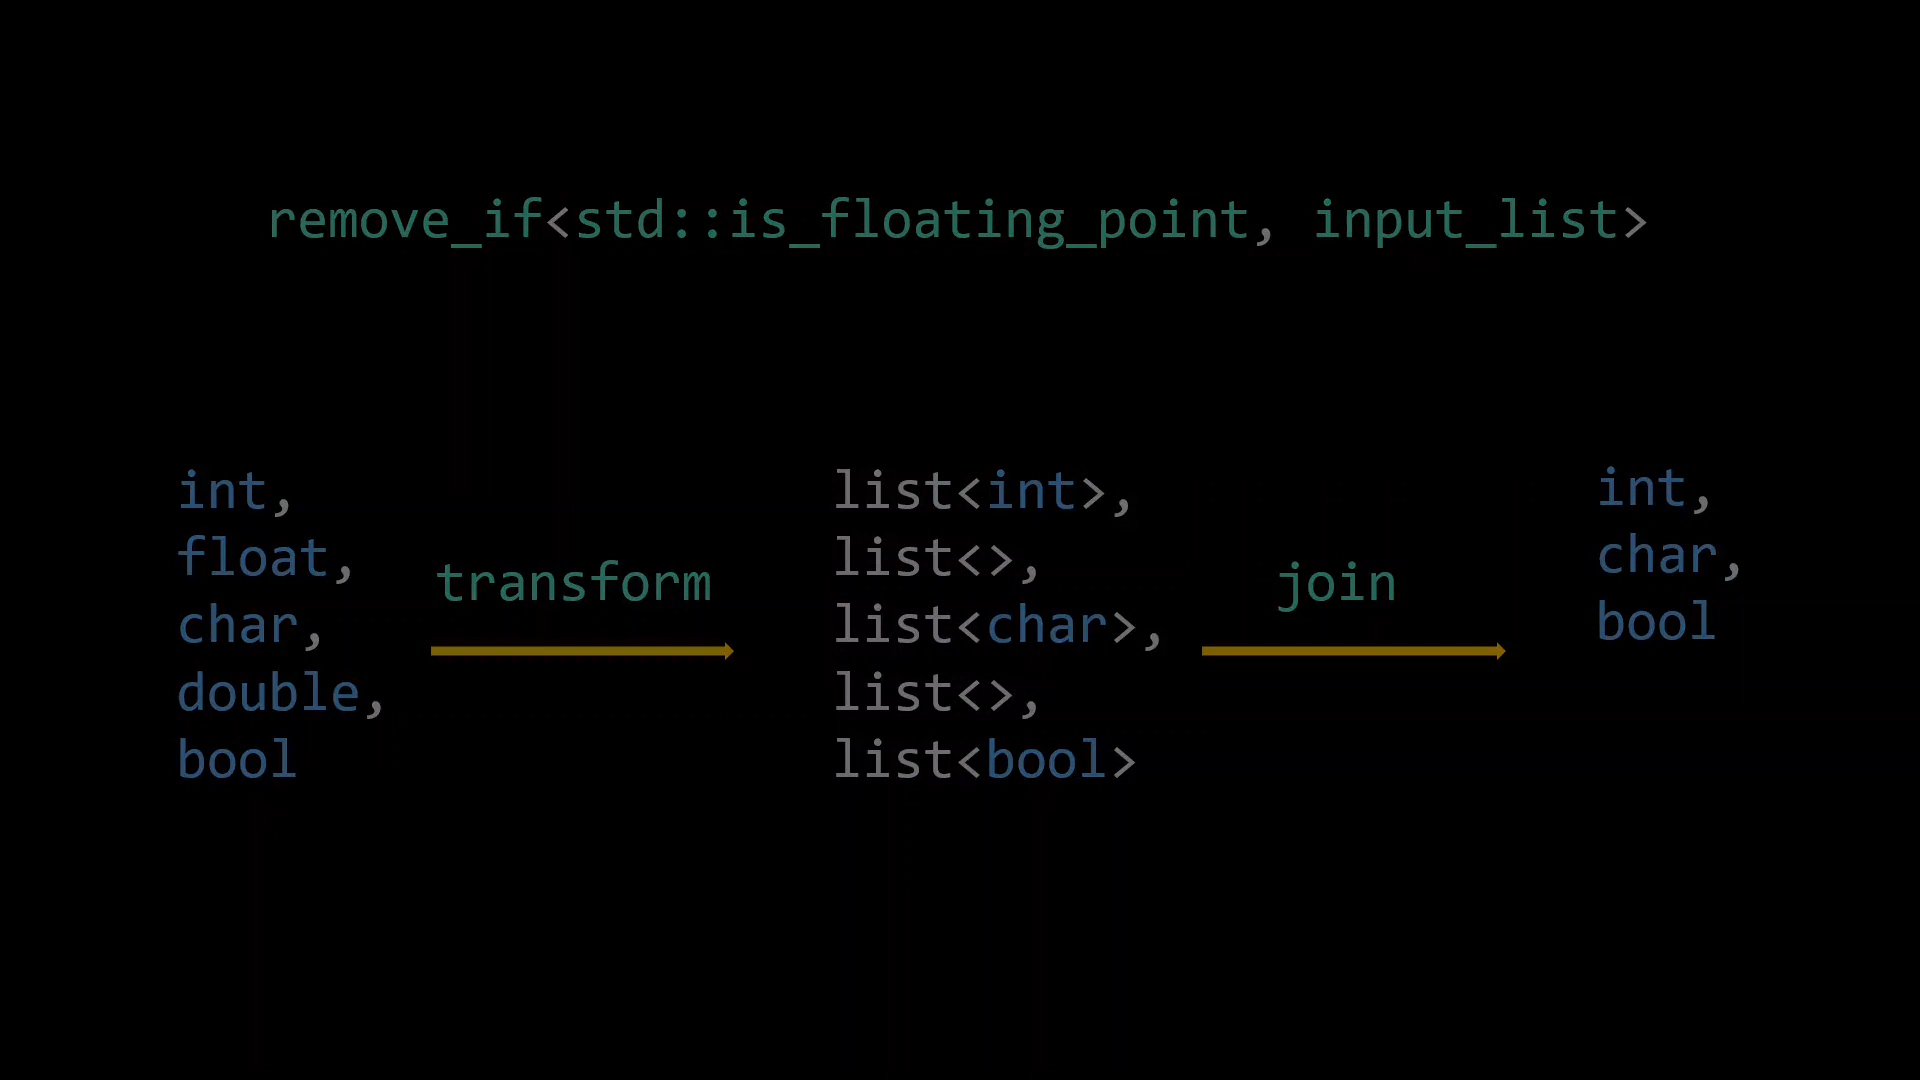 remove_if<std::is_floating_point, input_list>
int,
float,
char,
double,
bool
transform
list<int>,
list<>,
list<char>,
list<>,
list<bool>
join
int,
char,
bool